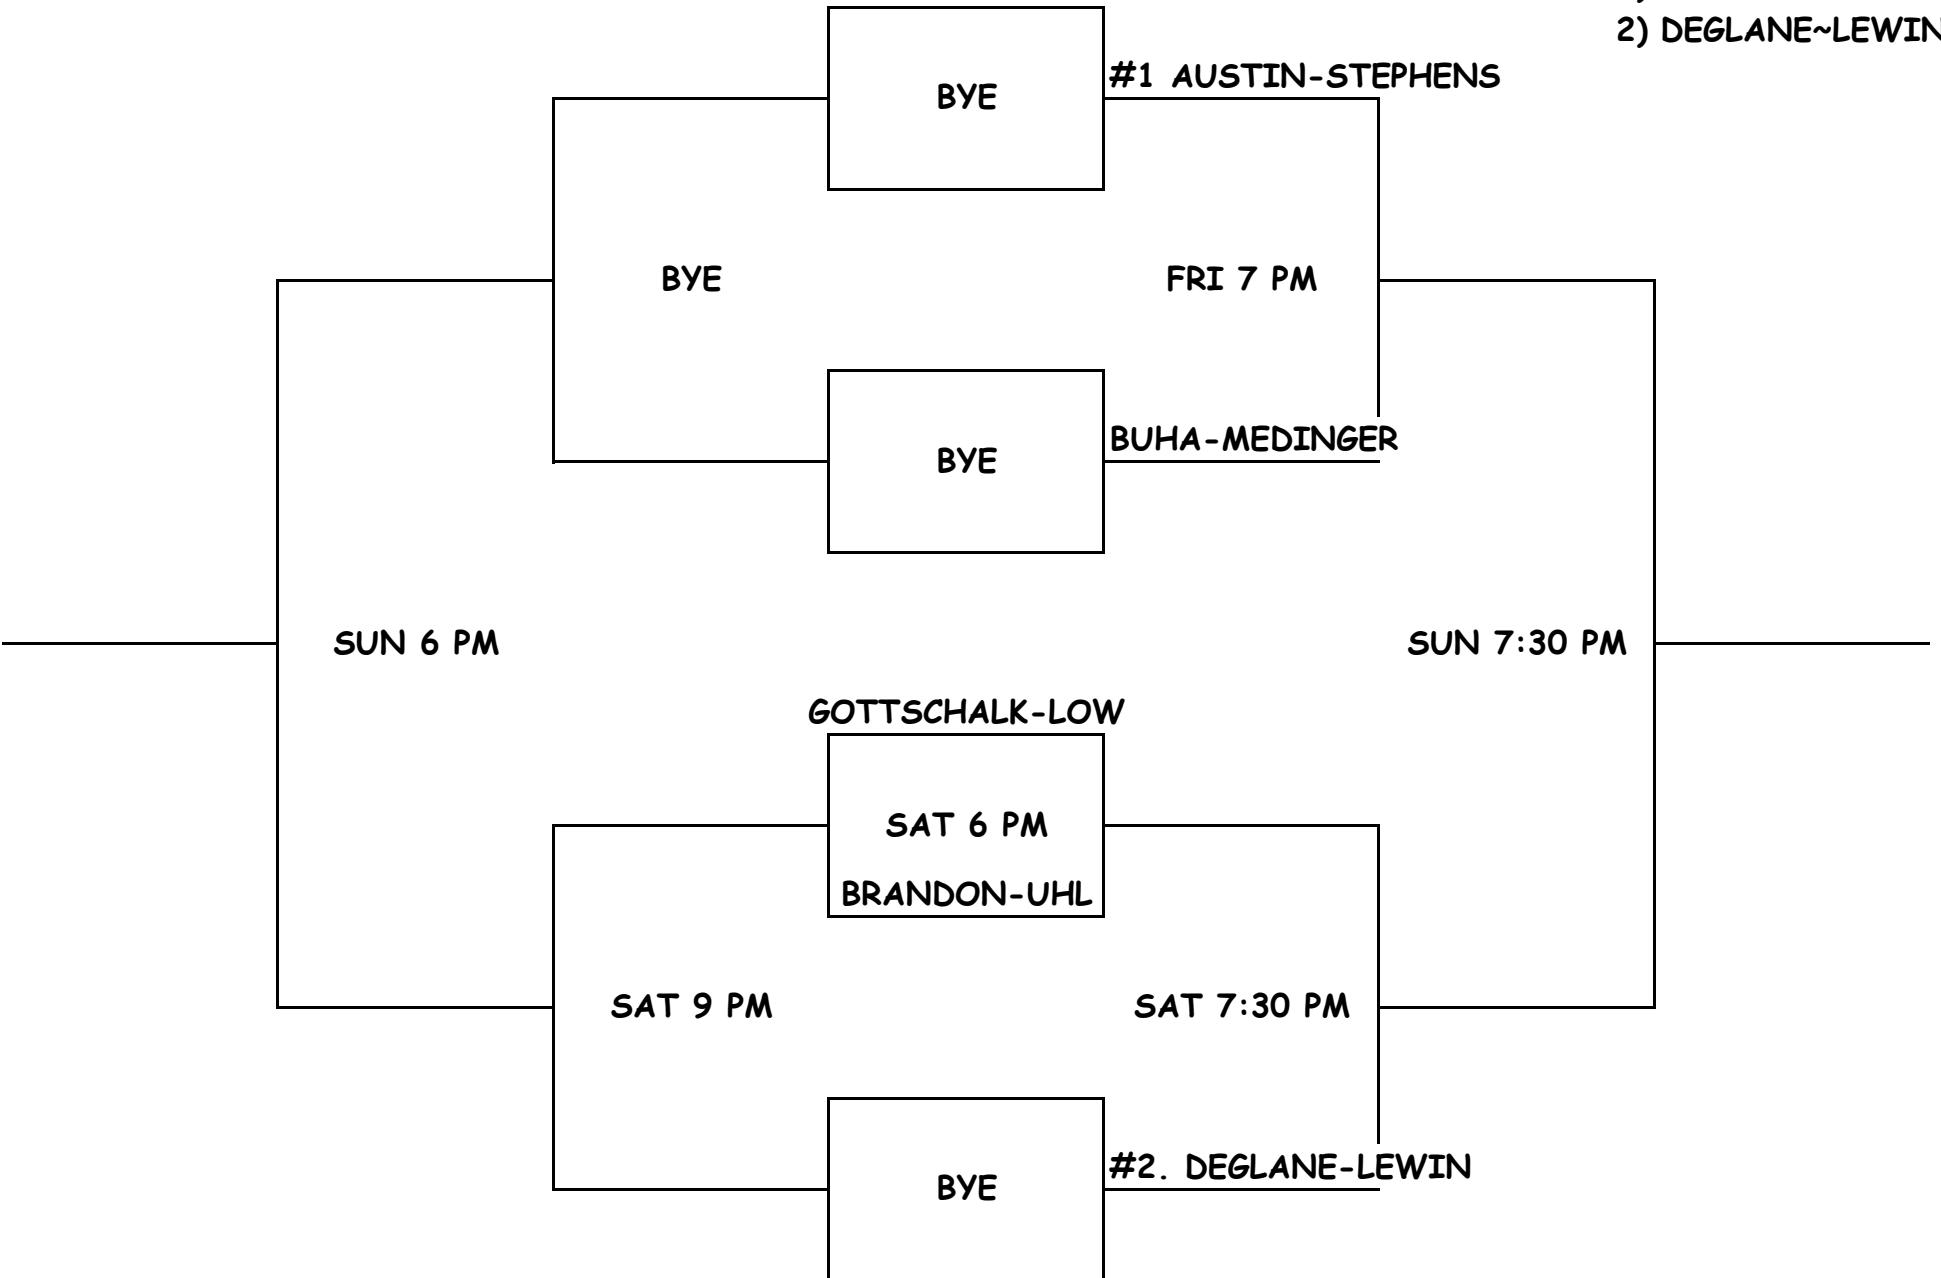 2) DEGLANE~LEWIN
#1 AUSTIN-STEPHENS
BYE
BYE
FRI 7 PM
BUHA-MEDINGER
BYE
SUN 6 PM
SUN 7:30 PM
GOTTSCHALK-LOW
SAT 6 PM
BRANDON-UHL
SAT 9 PM
SAT 7:30 PM
#2. DEGLANE-LEWIN
BYE